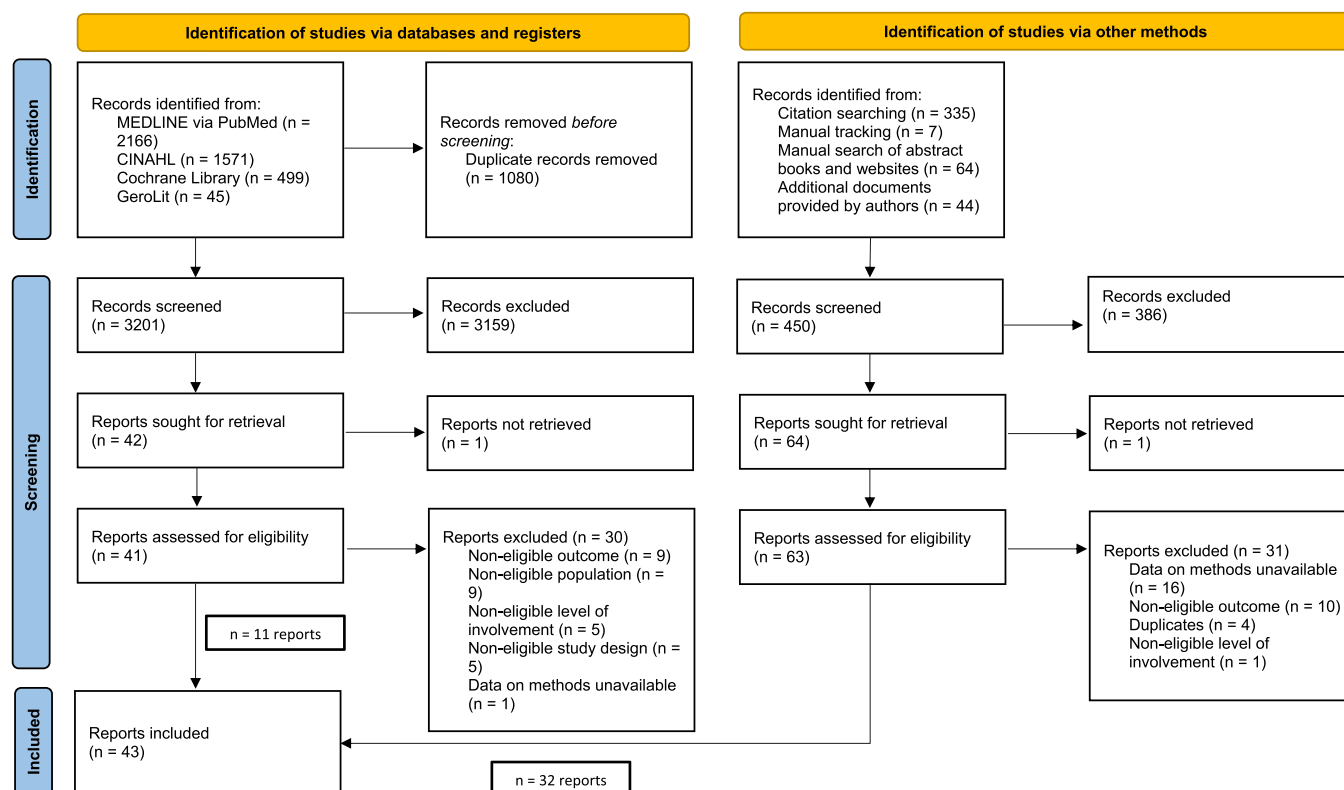 Identification of studies via databases and registers
Identification of studies via other methods
Identification
Records identified from:
MEDLINE via PubMed (n =
2166)
CINAHL (n = 1571)
Cochrane Library (n = 499)
GeroLit (n = 45)
Records removed before
screening:
Duplicate records removed
(n = 1080)
Records identified from:
Citation searching (n = 335)
Manual tracking (n = 7)
Manual search of abstract
books and websites (n = 64)
Additional documents
provided by authors (n = 44)
Screening
Records screened
(n = 3201)
Records excluded
(n = 3159)
Records screened
(n = 450)
Records excluded
(n = 386)
Reports sought for retrieval
(n = 42)
Reports not retrieved
(n = 1)
Reports sought for retrieval
(n = 64)
Reports not retrieved
(n = 1)
Reports assessed for eligibility
(n = 41)
Reports excluded (n = 30)
Non-eligible outcome (n = 9)
Non-eligible population (n =
9)
Non-eligible level of
involvement (n = 5)
Non-eligible study design (n =
5)
Data on methods unavailable
(n = 1)
Reports assessed for eligibility
(n = 63)
Reports excluded (n = 31)
Data on methods unavailable
(n = 16)
Non-eligible outcome (n = 10)
Duplicates (n = 4)
Non-eligible level of
involvement (n = 1)
n = 11 reports
Included
Reports included
(n = 43)
n = 32 reports